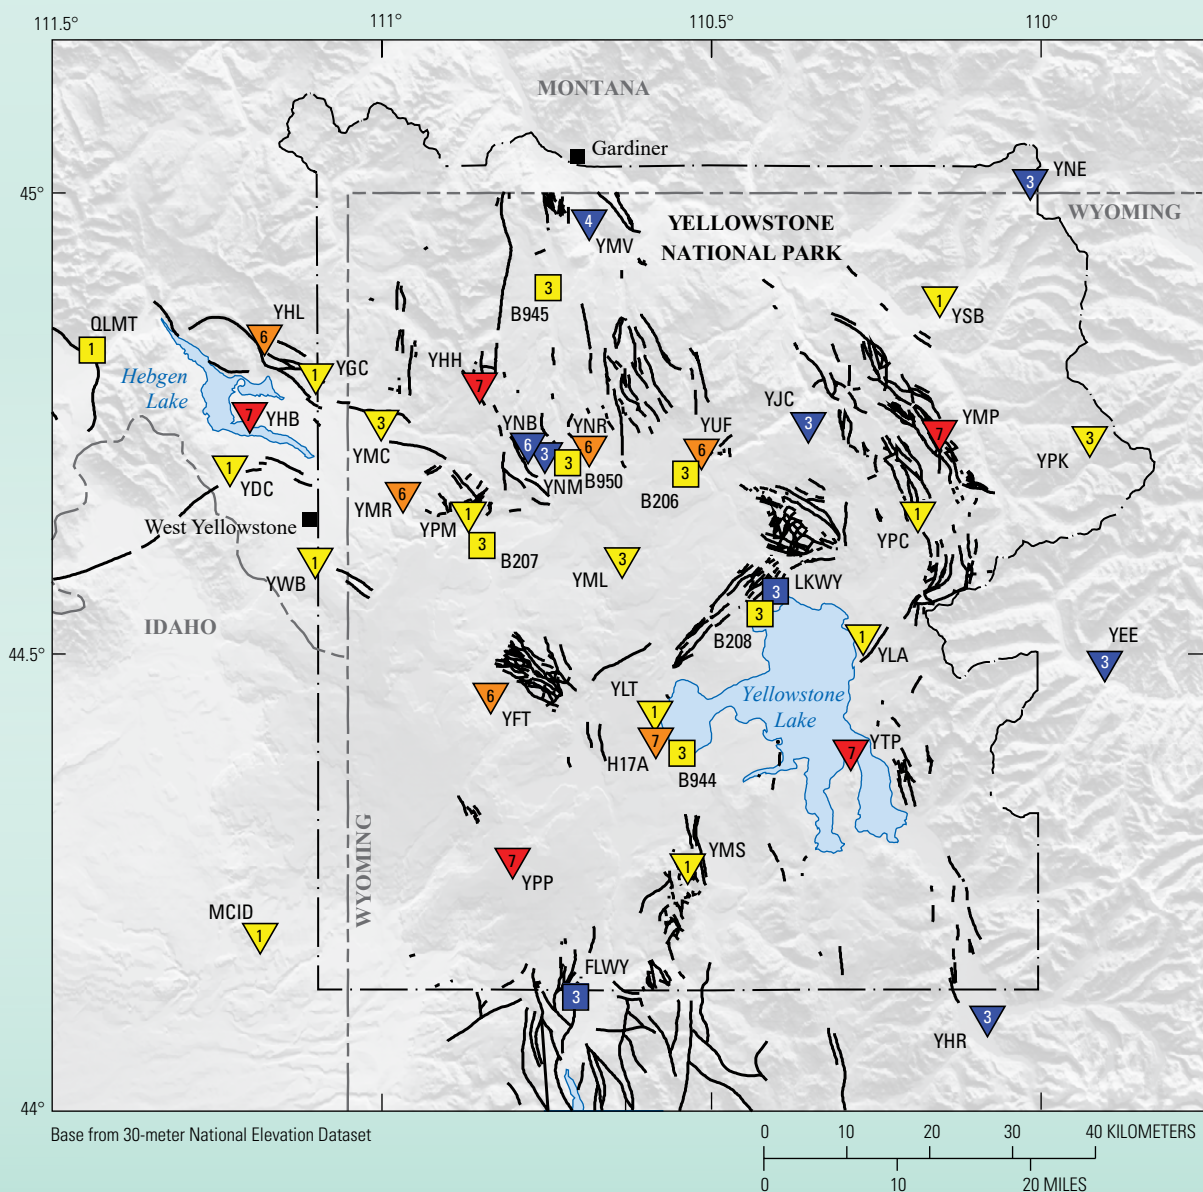 111.5°
111°
110.5°
110°
MONTANA
Gardiner
3
YNE
45°
WYOMING
4
YMV
YELLOWSTONE
NATIONAL PARK
3
B945
1
YSB
QLMT
1
YHL
6
Hebgen
Lake
1
YGC
YHH
7
7
YHB
3
YMC
YNB
6
3
YNM
YNR
6
3
B950
YUF
6
3
B206
YJC
3
YMP
7
3
YPK
1
YDC
YMR
6
West Yellowstone
YPM
1
3
B207
1
YPC
1
YWB
YML
3
3
LKWY
3
B208
IDAHO
1
YLA
YEE
3
44.5°
6
YFT
YLT
1
Yellowstone
Lake
7
H17A
3
B944
YTP
7
WYOMING
7
YPP
1
YMS
MCID
1
FLWY
3
3
YHR
44°
Base from 30-meter National Elevation Dataset
0 10 20 30 40 KILOMETERS
0 10 20 MILES